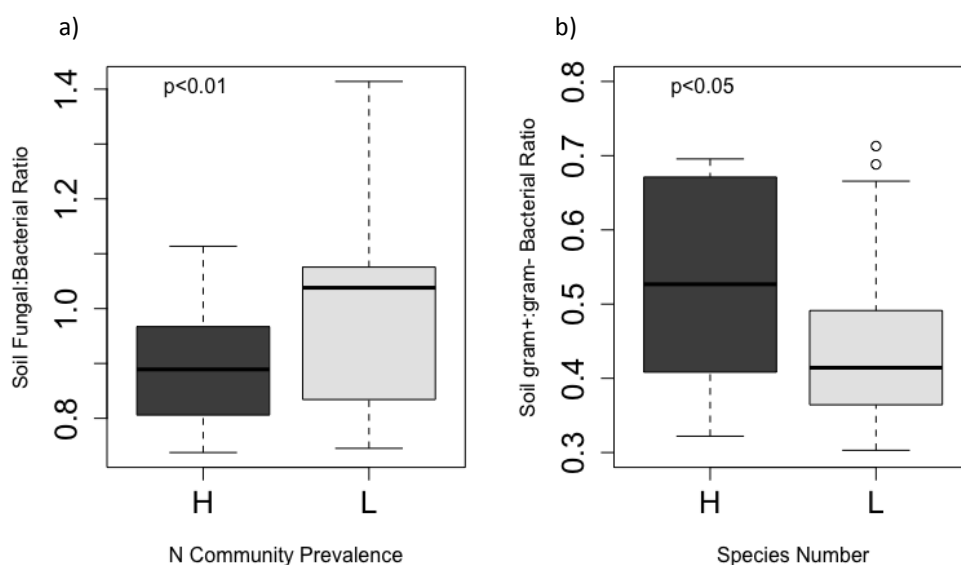 a)
p<0.01
Soil Fungal:Bacterial Ratio
1.4
1.2
1.0
0.8
H L
N Community Prevalence
b)
p<0.05
Soil gram+:gram- Bacterial Ratio
0.8
0.7
0.6
0.5
0.4
0.3
H L
Species Number